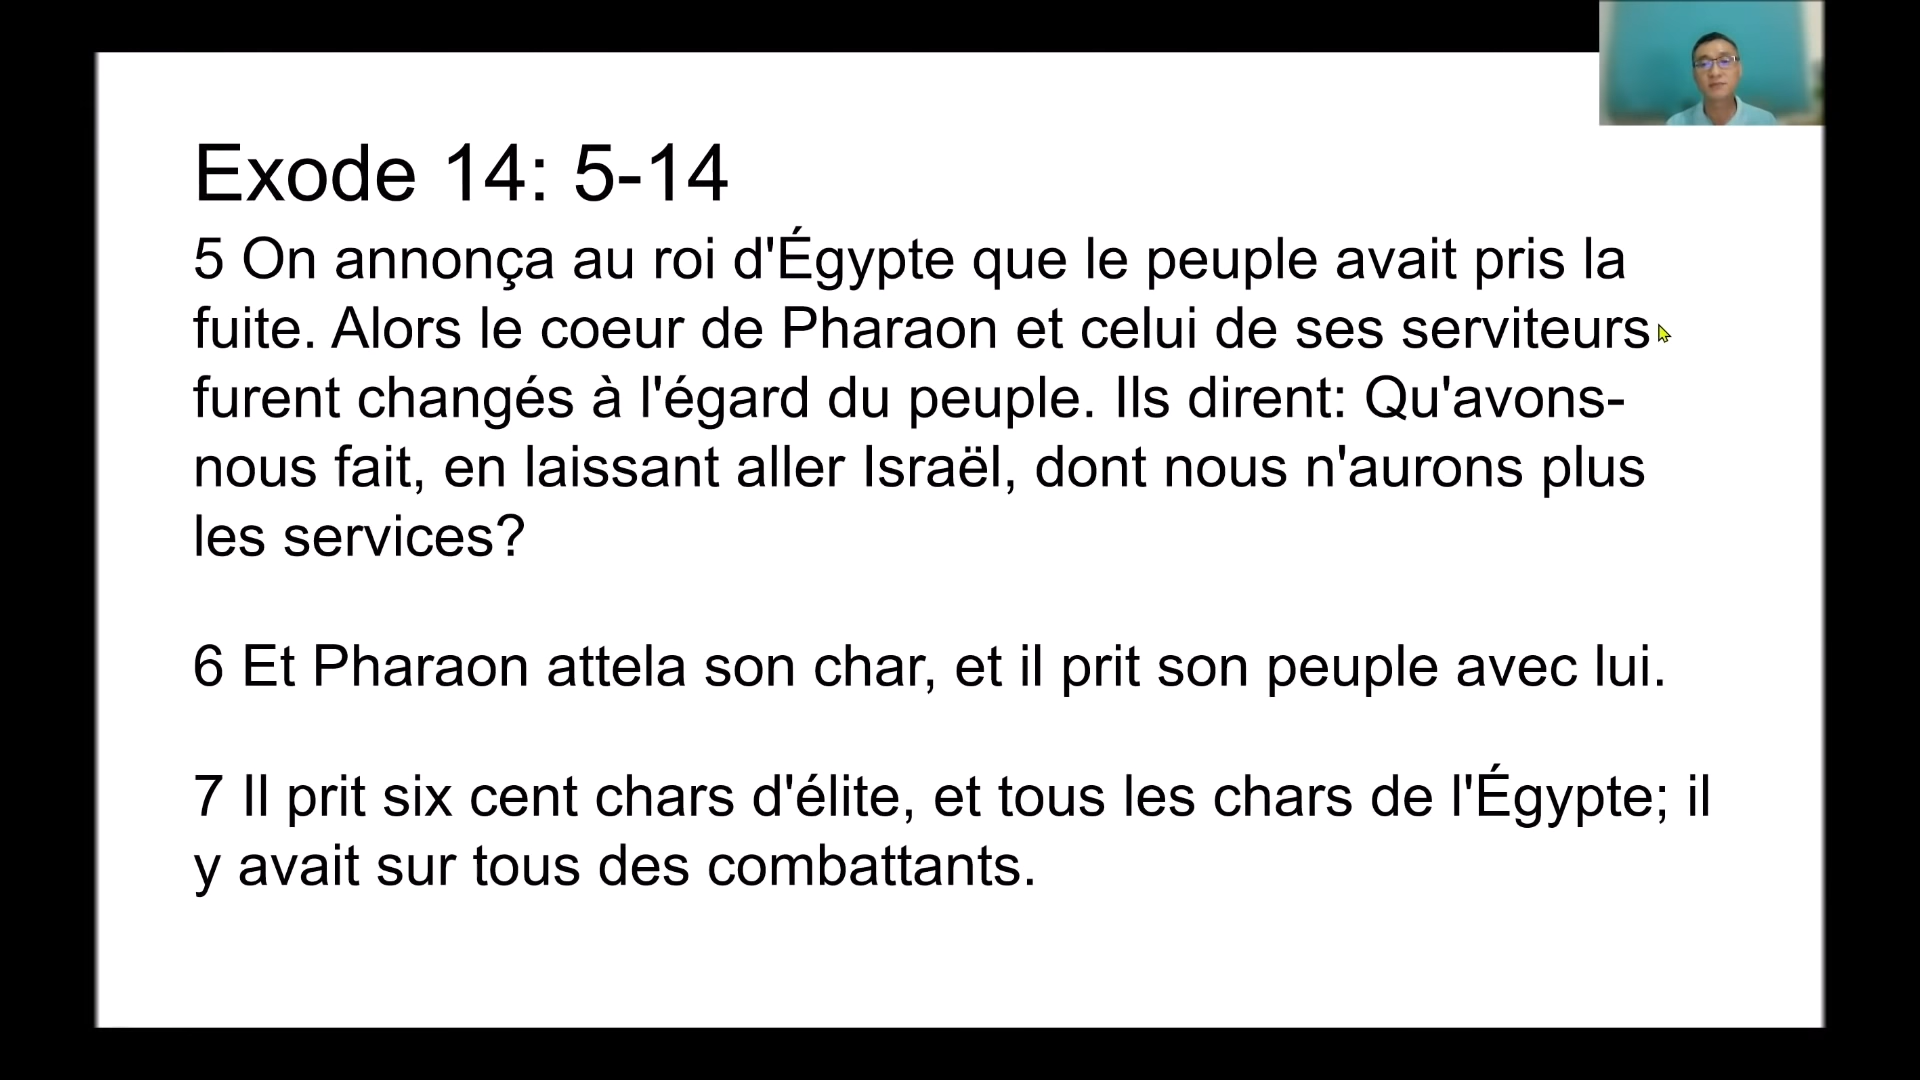 Exode 14: 5-14
5 On annonça au roi d'Égypte que le peuple avait pris la
fuite. Alors le coeur de Pharaon et celui de ses serviteurs
furent changés à l'égard du peuple. Ils dirent: Qu'avons-
nous fait, en laissant aller Israël, dont nous n'aurons plus
les services?
6 Et Pharaon attela son char, et il prit son peuple avec lui.
7 Il prit six cent chars d'élite, et tous les chars de l'Égypte; il
y avait sur tous des combattants.